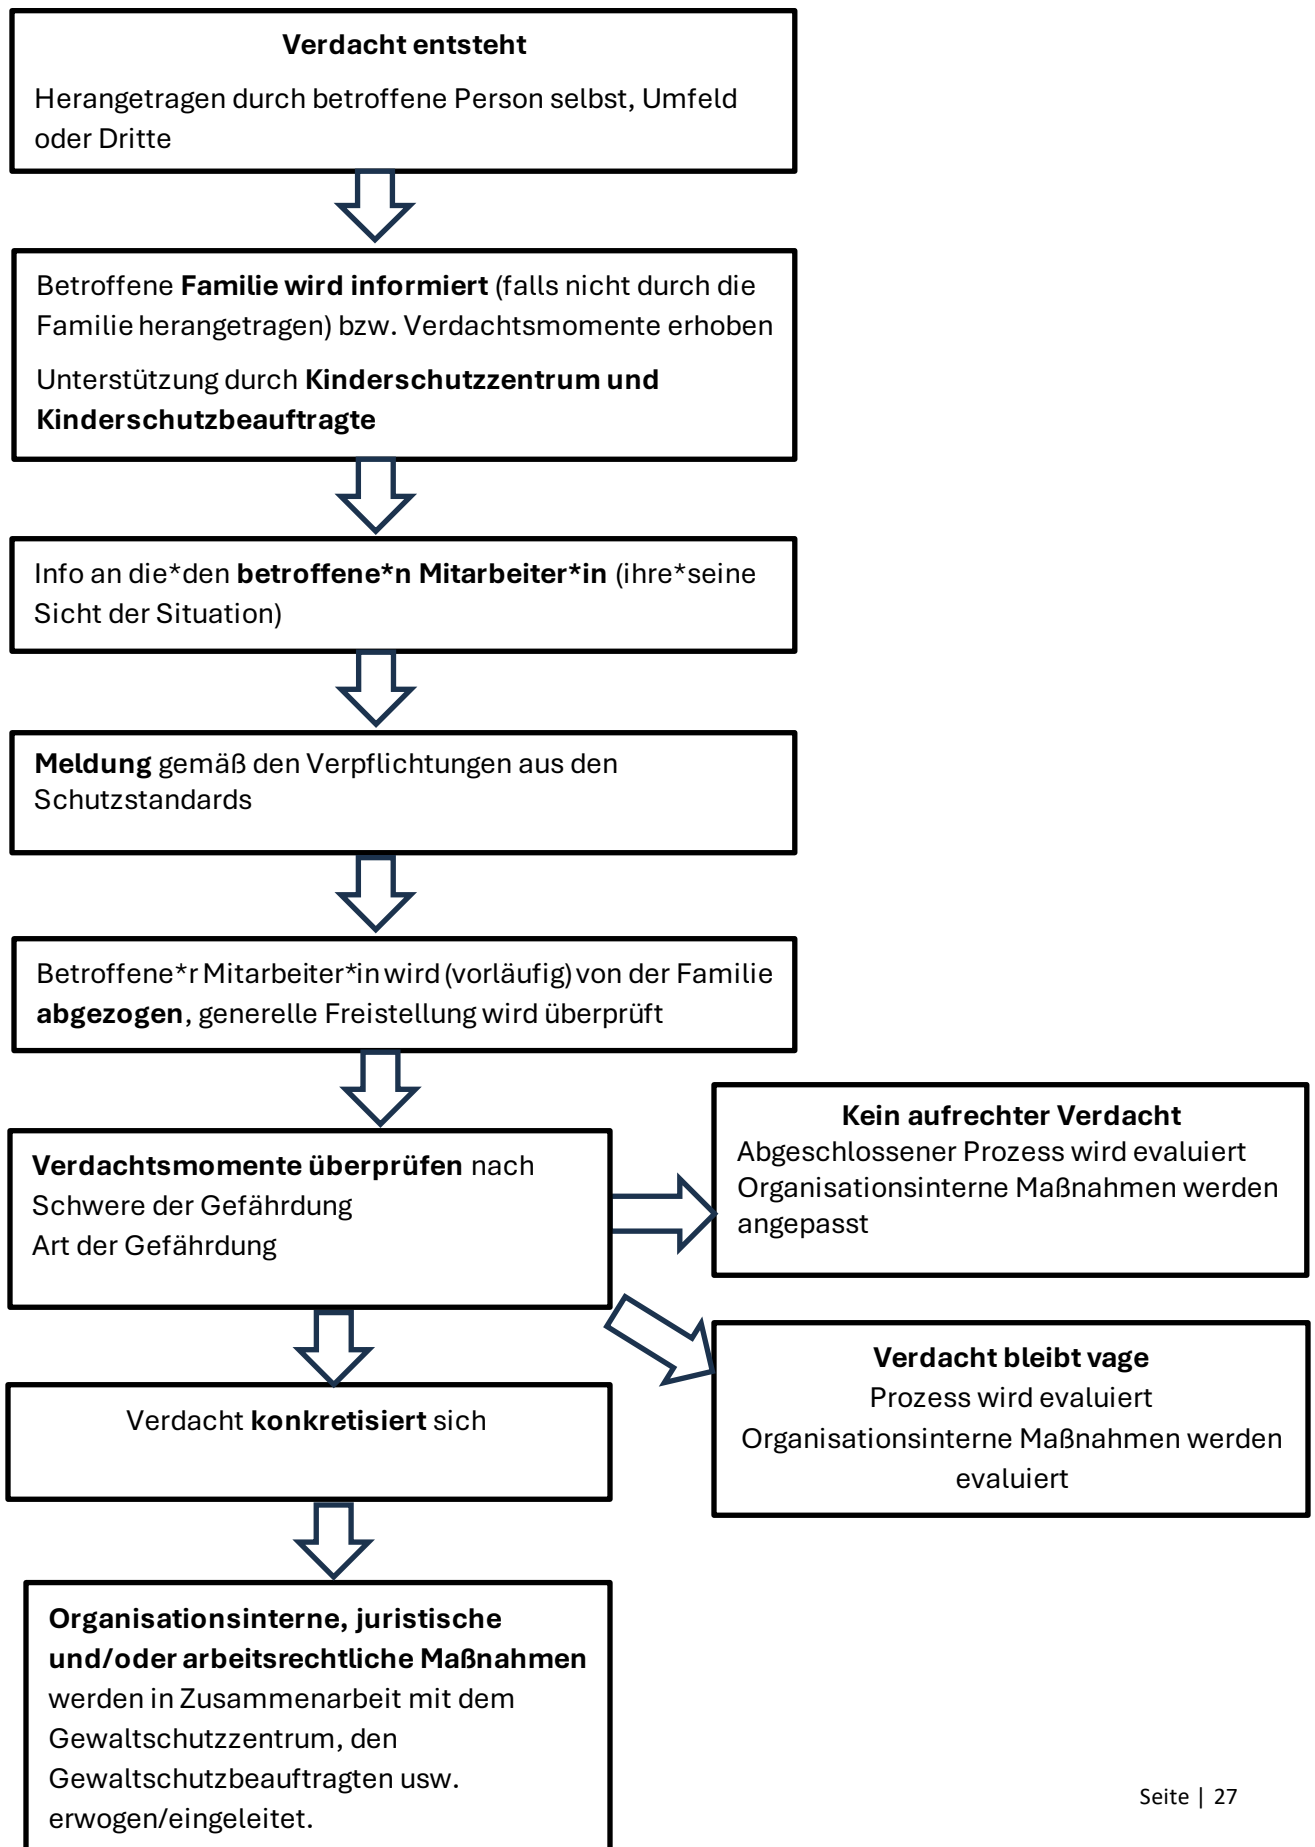 Verdacht entsteht
Herangetragen durch betroffene Person selbst, Umfeld
oder Dritte
Betroffene Familie wird informiert (falls nicht durch die
Familie herangetragen) bzw. Verdachtsmomente erhoben
Unterstützung durch Kinderschutzzentrum und
Kinderschutzbeauftragte
Info an die*den betroffene*n Mitarbeiter*in (ihre*seine
Sicht der Situation)
Meldung gemäß den Verpflichtungen aus den
Schutzstandards
Betroffene*r Mitarbeiter*in wird (vorläufig) von der Familie
abgezogen, generelle Freistellung wird überprüft
Verdachtsmomente überprüfen nach
Schwere der Gefährdung
Art der Gefährdung
Kein aufrechter Verdacht
Abgeschlossener Prozess wird evaluiert
Organisationsinterne Maßnahmen werden
angepasst
Verdacht bleibt vage
Prozess wird evaluiert
Organisationsinterne Maßnahmen werden
evaluiert
Verdacht konkretisiert sich
Organisationsinterne, juristische
und/oder arbeitsrechtliche Maßnahmen
werden in Zusammenarbeit mit dem
Gewaltschutzzentrum, den
Gewaltschutzbeauftragten usw.
erwogen/eingeleitet.
Seite | 27